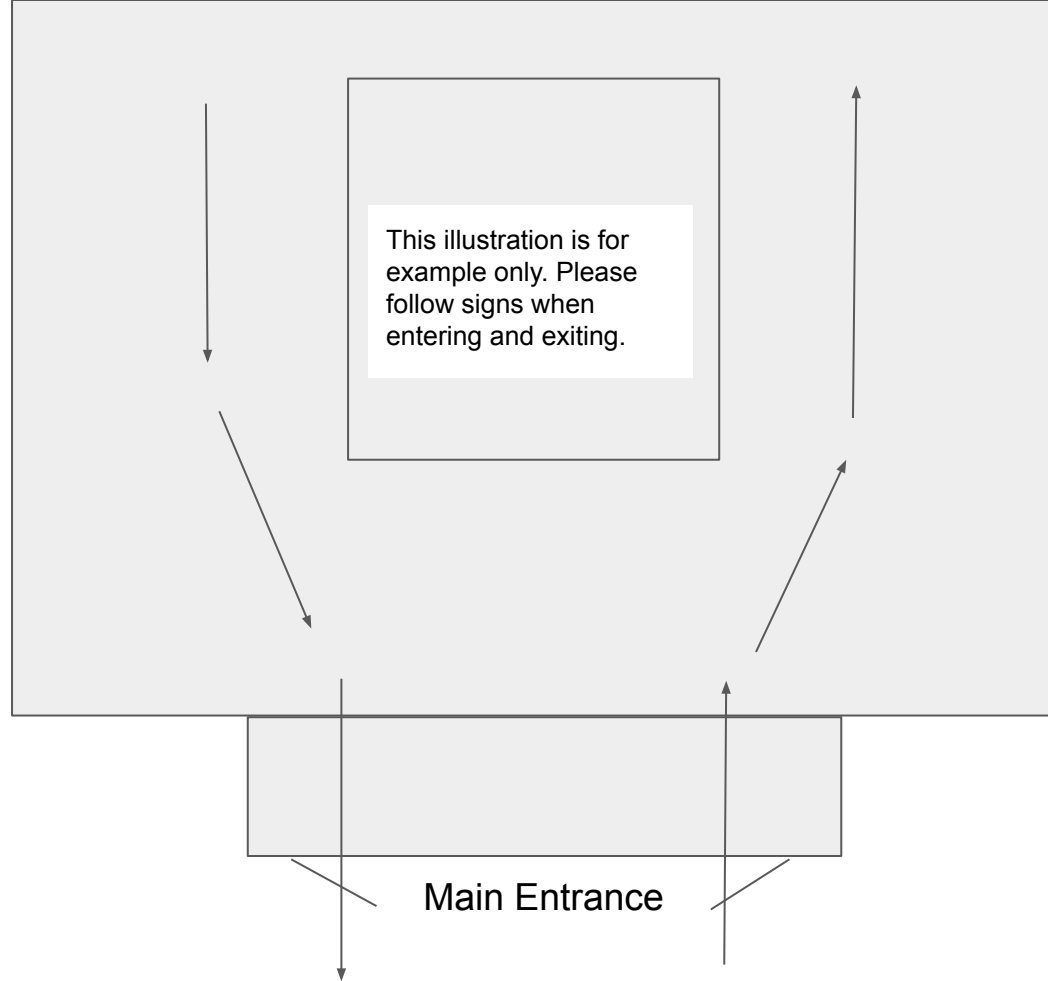 This illustration is for
example only. Please
follow signs when
entering and exiting.
Main Entrance